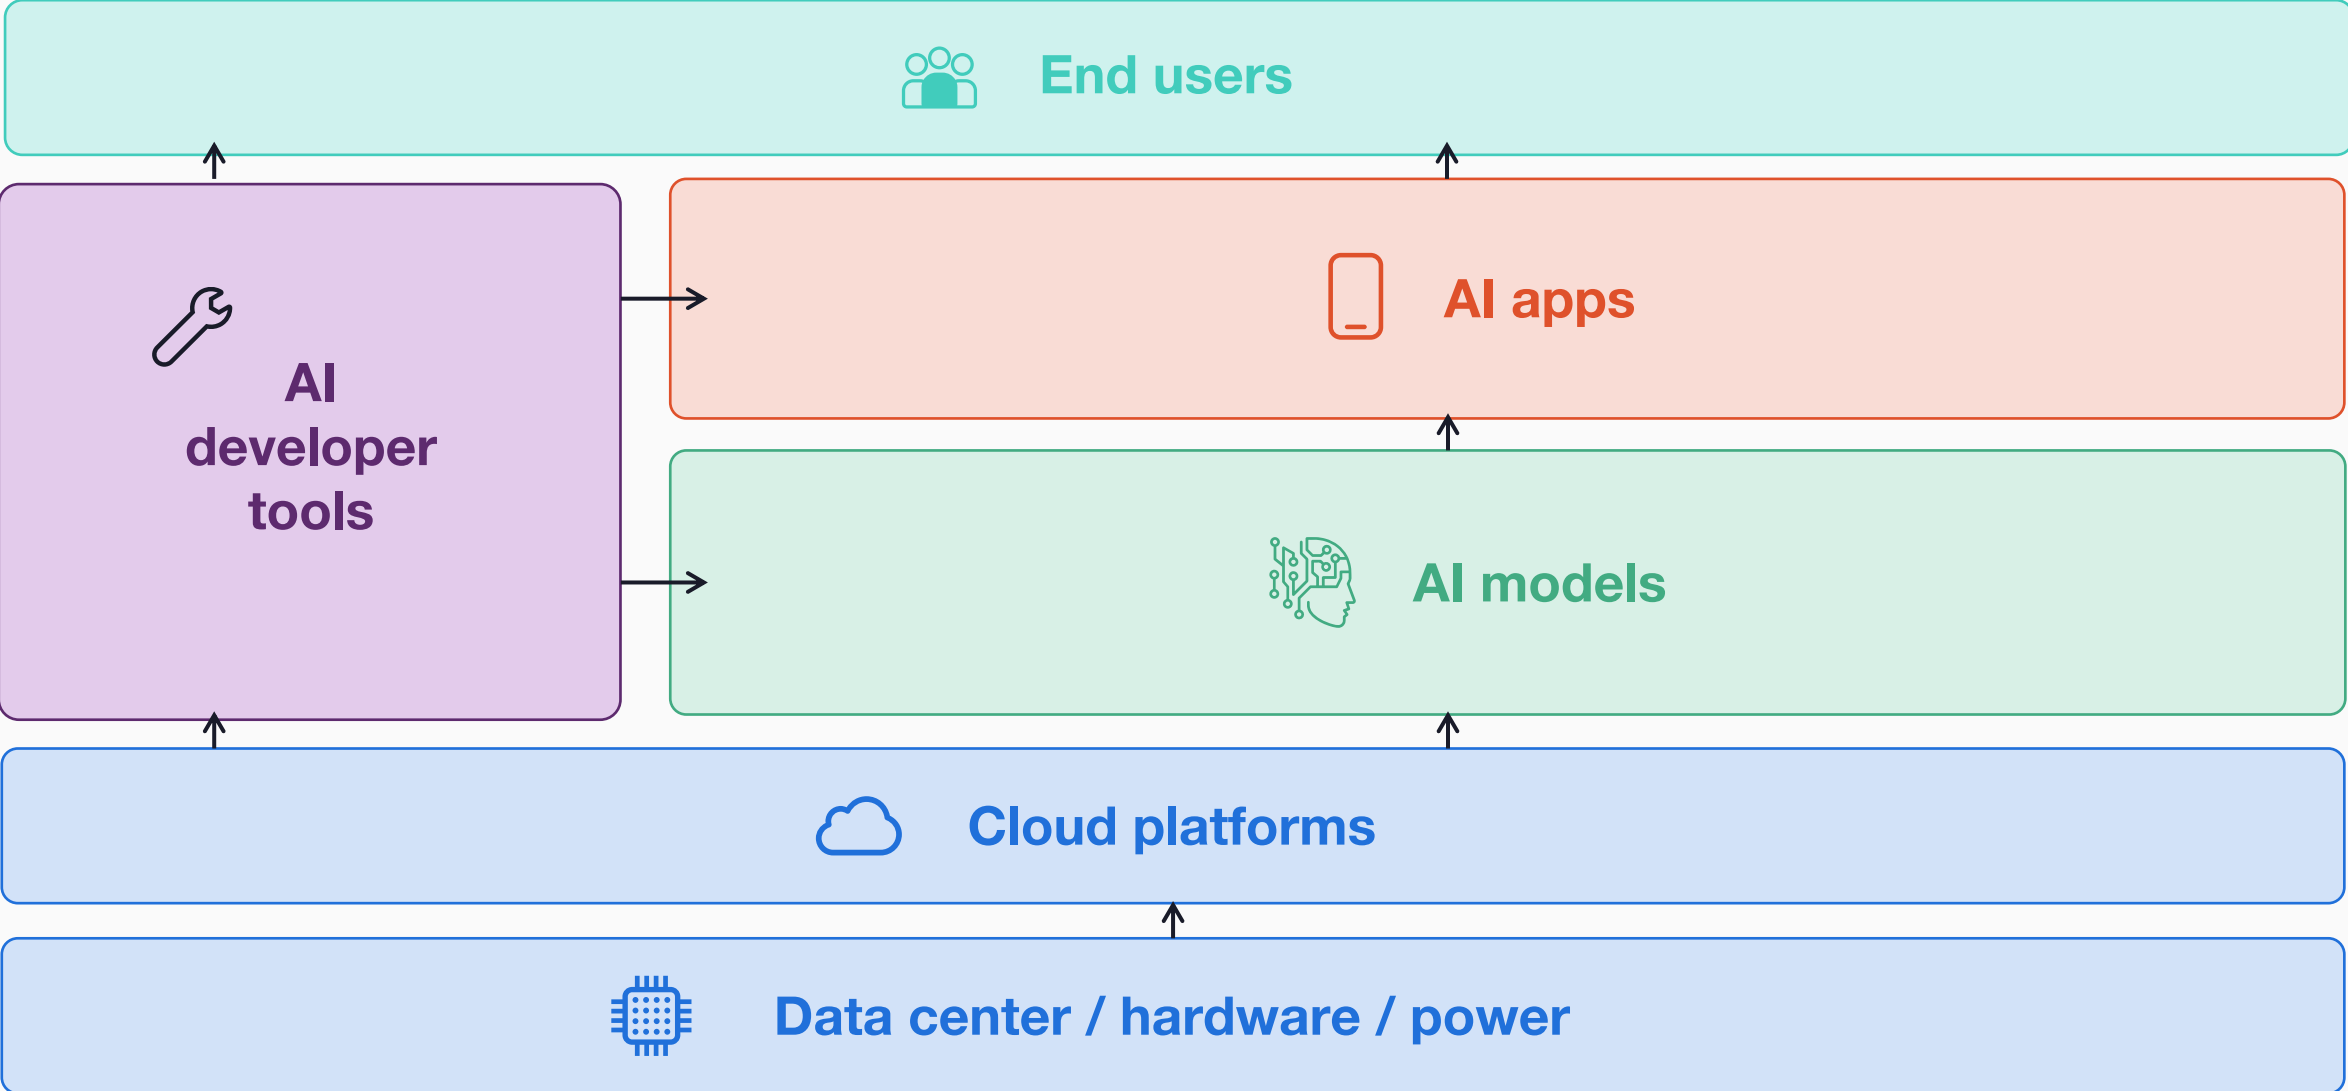 End users
AI
developer
tools
AI apps
AI models
Cloud platforms
Data center / hardware / power